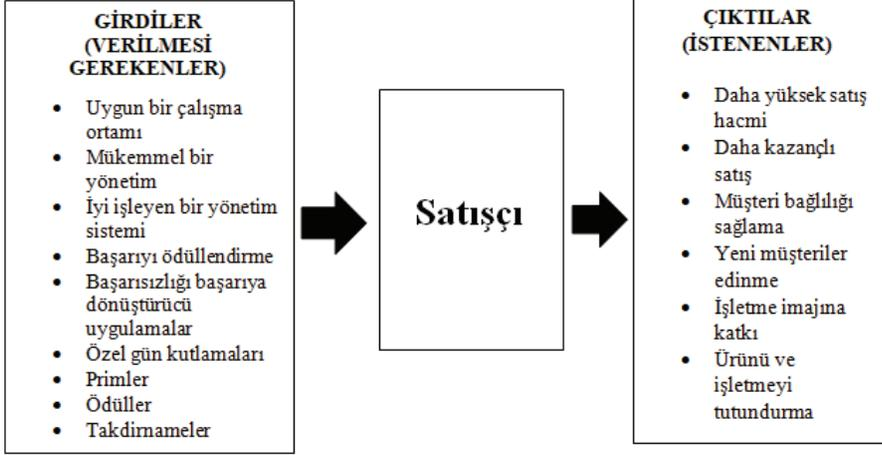 GİRDİLER
(VERİLMESİ
GEREKENLER)
• Uygun bir çalışma
ortamı
• Mükemmel bir
yönetim
• İyi işleyen bir yönetim
sistemi
• Başarıyı ödüllendirme
• Başarısızlığı başarıya
dönüştürücü
uygulamalar
• Özel gün kutlamaları
• Primler
• Ödüller
• Takdirnameler
Satışçı
ÇIKTILAR
(İSTENENLER)
• Daha yüksek satış
hacmi
• Daha kazançlı
satış
• Müşteri bağlılığı
sağlama
• Yeni müşteriler
edinme
• İşletme imajına
katkı
• Ürünü ve
işletmeyi
tutundurma